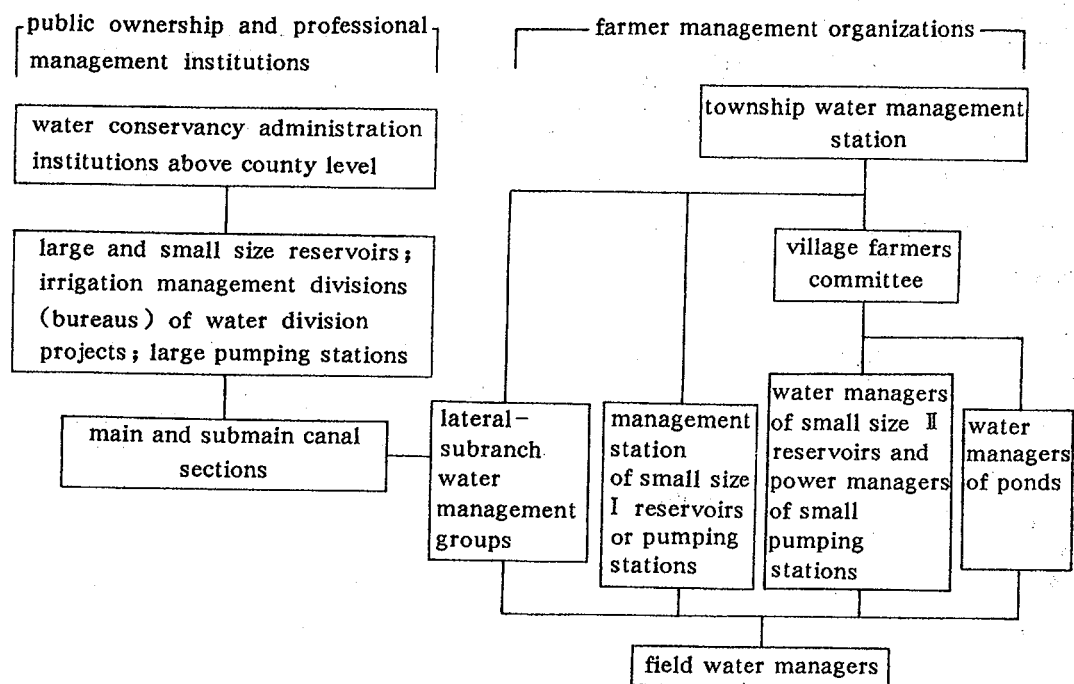 public ownership and professional
management institutions
farmer management organizations
water conservancy administration
institutions above county level
township water management
station
large and small size reservoirs;
irrigation management divisions
(bureaus) of water division
projects; large pumping stations
village farmers
committee
main and submain canal
sections
lateral-
subranch
water
management
groups
management
station
of small size
I reservoirs
or pumping
stations
water managers
of small size II
reservoirs and
power managers
of small
pumping
stations
water
managers
of ponds
field water managers